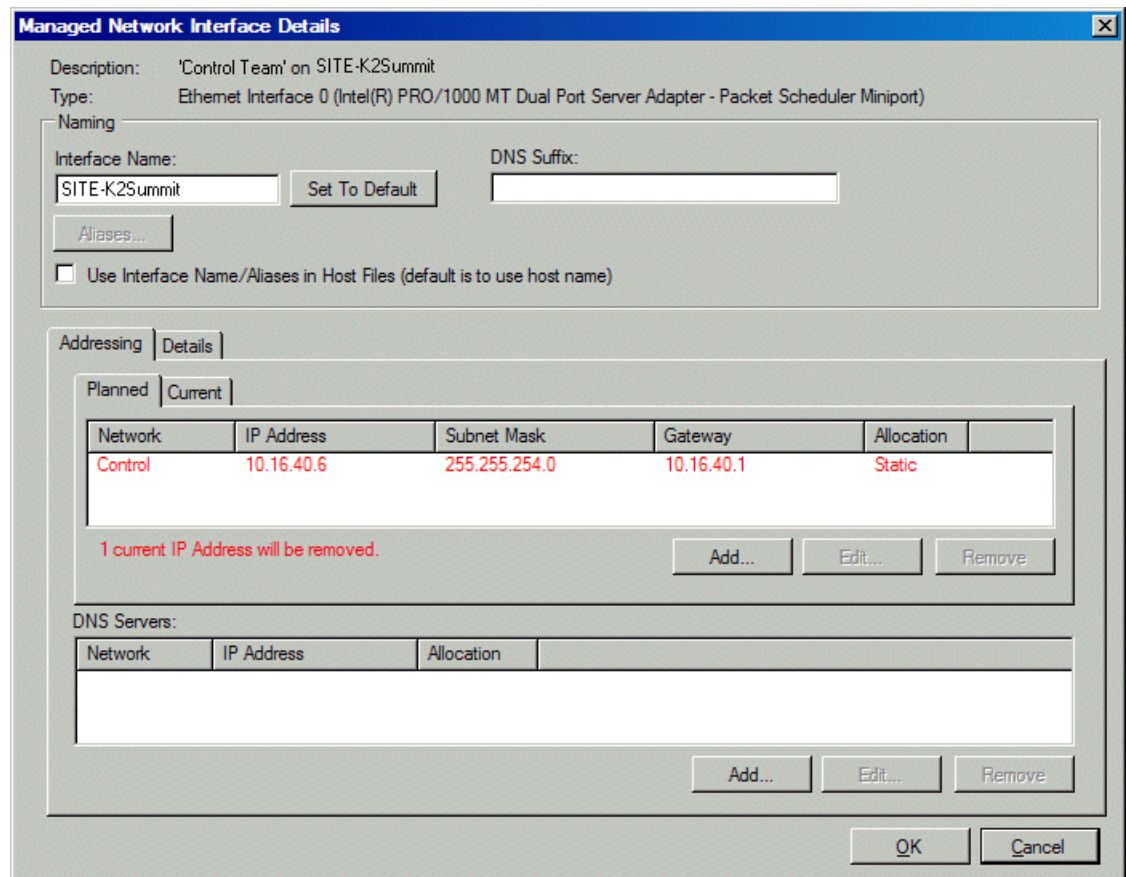 Managed Network Interface Details
Description: 'Control Team' on SITE-K2Summit
Type: Ethernet Interface 0 (Intel(R) PRO/1000 MT Dual Port Server Adapter - Packet Scheduler Miniport)
Naming
Interface Name: DNS Suffix:
SITE-K2Summit Set To Default
Aliases...
Use Interface Name/Aliases in Host Files (default is to use host name)
Addressing Details
Planned Current
Network IP Address Subnet Mask Gateway Allocation
Control 10.16.40.6 255.255.254.0 10.16.40.1 Static
1 current IP Address will be removed.
Add... Edit... Remove
DNS Servers:
Network IP Address Allocation
Add... Edit... Remove
OK Cancel